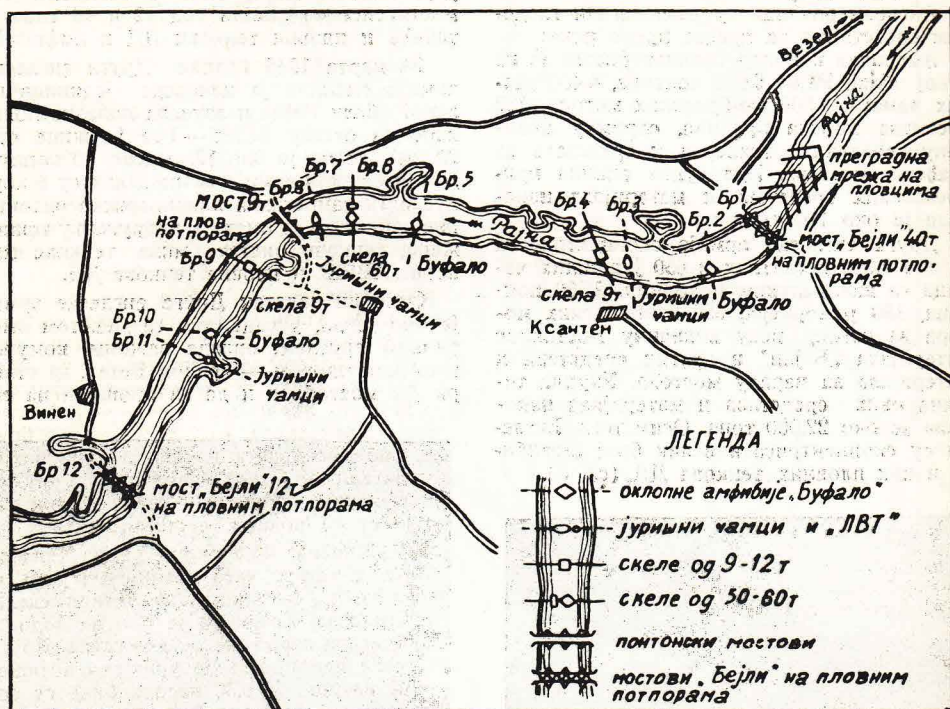 Везел
Рајна
преградна
мрежа на
пловцима
Бр.1
Бр.2
мост „Бејли" 40т
на пловним потпо-
рама
Бр.3
Бр.4
Бр.5
Бр.6
Бр.7
Бр.8
мост 9т
на плов.
потпорама
Рајна
скела
60т
Буфало
Јуришни чамци
Бр.9
скела 9т
скела 9т
Јуришни
чамци
Буфало
Ксантен
Бр.10
Бр.11
Буфало
Јуришни
чамци
Винен
Бр 12
мост „Бејли" 12т
на пловним потпорама
ЛЕГЕНДА
оклопне амфибије „Буфало"
јуришни чамци и „ЛВТ"
скеле од 9-12 т
скеле од 50-60т
понтонски мостови
мостови „Бејли" на пловним
потпорама